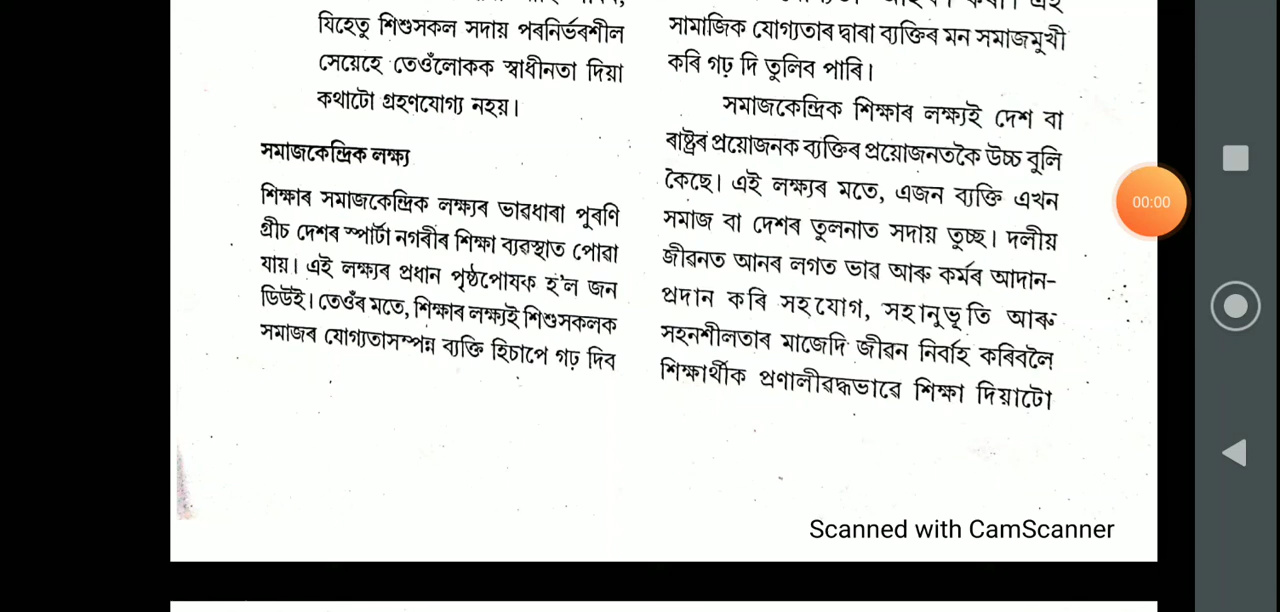 যিহেতু শিশুসকল সদায় পৰনিৰ্ভৰশীল
সেয়েহে তেওঁলোকক স্বাধীনতা দিয়া
কথাটো গ্ৰহণযোগ্য নহয়।
সমাজকেন্দ্ৰিক লক্ষ্য
শিক্ষাৰ সমাজকেন্দ্ৰিক লক্ষ্যৰ ভাৱধাৰা পুৰণি
গ্ৰীচ দেশৰ স্পাৰ্টা নগৰীৰ শিক্ষা ব্যৱস্থাত পোৱা
যায়। এই লক্ষ্যৰ প্ৰধান পৃষ্ঠপোষক হ'ল জন
ডিউই। তেওঁৰ মতে, শিক্ষাৰ লক্ষ্যই শিশুসকলক
সমাজৰ যোগ্যতাসম্পন্ন ব্যক্তি হিচাপে গঢ় দিব
সামাজিক যোগ্যতাৰ দ্বাৰা ব্যক্তিৰ মন সমাজমুখী
কৰি গঢ় দি তুলিব পাৰি।
সমাজকেন্দ্ৰিক শিক্ষাৰ লক্ষ্যই দেশ বা
ৰাষ্ট্ৰৰ প্ৰয়োজনক ব্যক্তিৰ প্ৰয়োজনতকৈ উচ্চ বুলি
কৈছে। এই লক্ষ্যৰ মতে, এজন ব্যক্তি এখন
সমাজ বা দেশৰ তুলনাত সদায় তুচ্ছ। দলীয়
জীৱনত আনৰ লগত ভাৱ আৰু কৰ্মৰ আদান-
প্ৰদান কৰি সহযোগ, সহানুভূতি আৰু
সহনশীলতাৰ মাজেদি জীৱন নিৰ্বাহ কৰিবলৈ
শিক্ষাৰ্থীক প্ৰণালীৱদ্ধভাৱে শিক্ষা দিয়াটো
00:00
Scanned with CamScanner